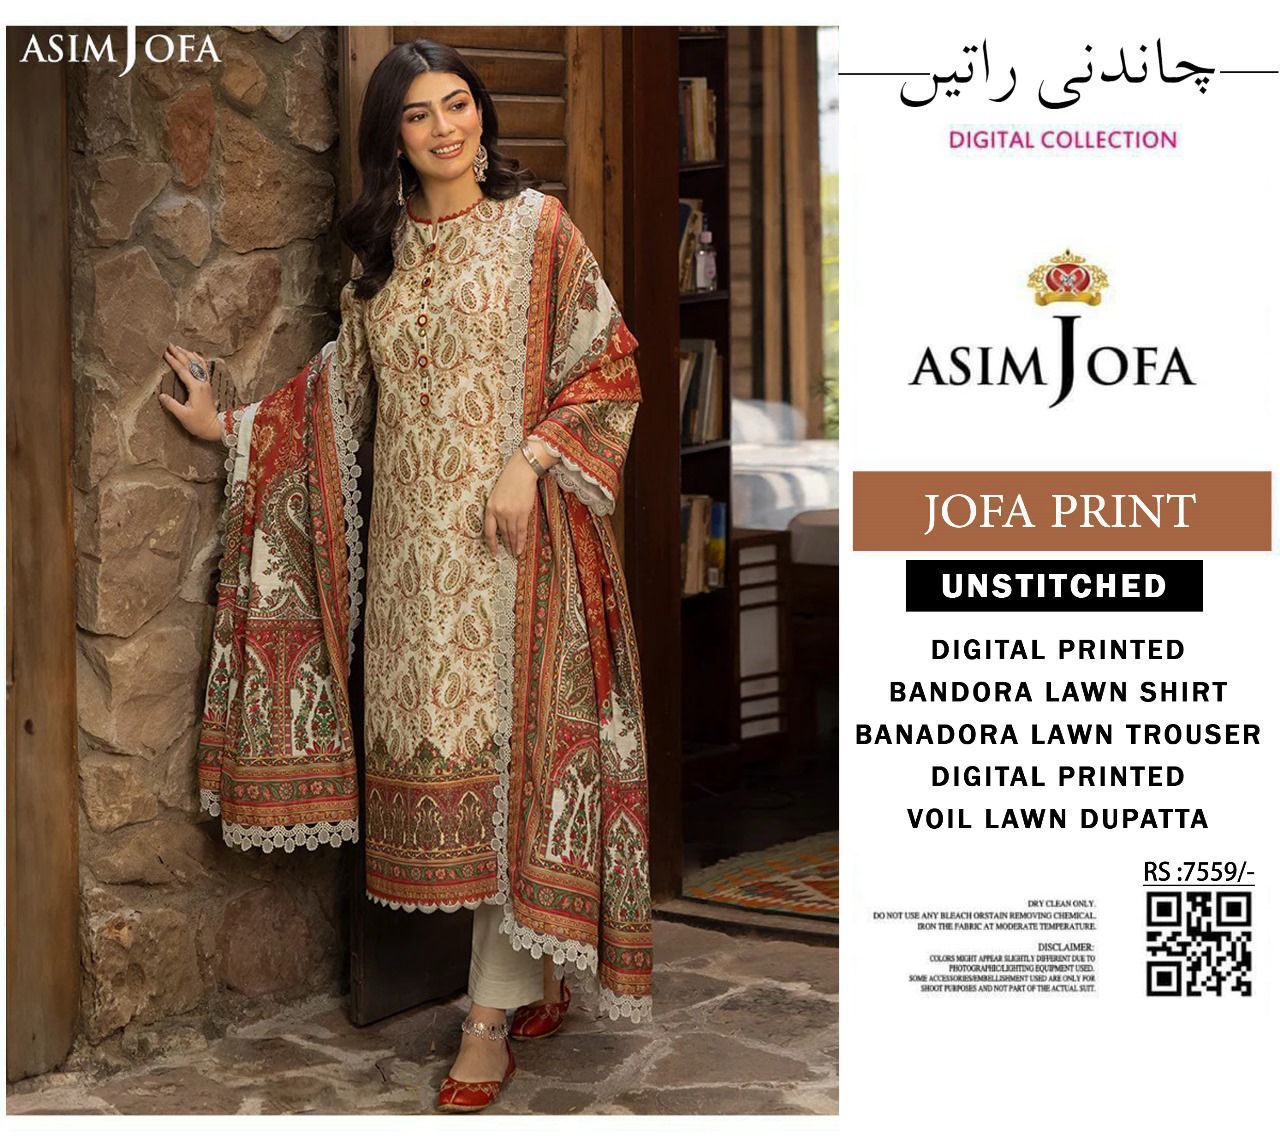 ASIM JOFA
چاندنی راتیں
DIGITAL COLLECTION
ASIM JOFA
JOFA PRINT
UNSTITCHED
DIGITAL PRINTED
BANDORA LAWN SHIRT
BANADORA LAWN TROUSER
DIGITAL PRINTED
VOIL LAWN DUPATTA
RS :7559/-
DRY CLEAN ONLY.
DO NOT USE ANY BLEACH ORSTAIN REMOVING CHEMICAL.
IRON THE FABRIC AT MODERATE TEMPERATURE.
DISCLAIMER:
COLORS MIGHT APPEAR SLIGHTLY DIFFERENT DUE TO
PHOTOGRAPHIC/LIGHTING EQUIPMENT USED.
SOME ACCESSORIES/EMBELLISHMENT USED ARE ONLY FOR
SHOOT PURPOSES AND NOT PART OF THE ACTUAL SUIT.